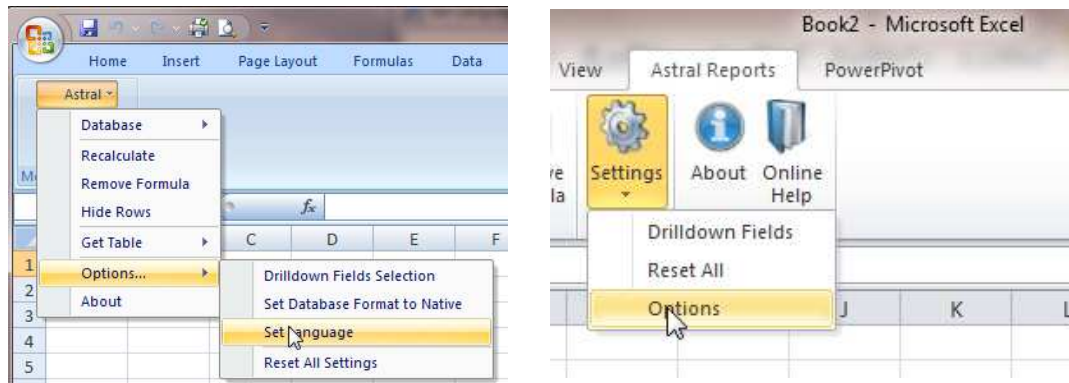 Home Insert Page Layout Formulas Data
Astral
Database
Recalculate
Remove Formula
Hide Rows
Get Table
Options...
About
fx
C D E F
1
2
3
4
5
Drilldown Fields Selection
Set Database Format to Native
Set Language
Reset All Settings
Book2 - Microsoft Excel
View Astral Reports PowerPivot
Settings About Online
Help
Drilldown Fields
Reset All
Options
J K